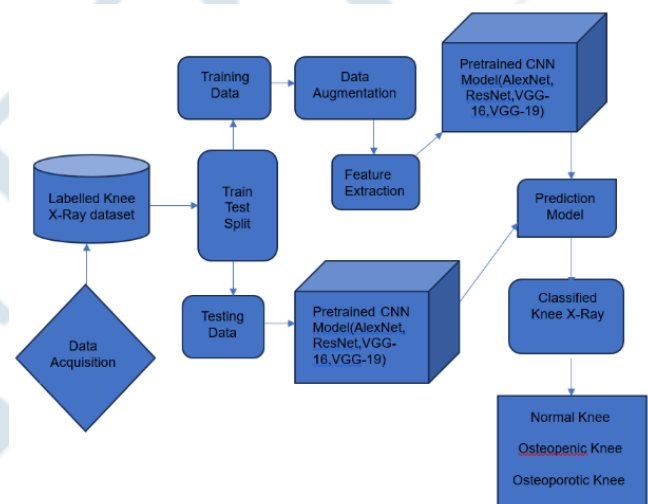 Training
Data
Data
Augmentation
Pretrained CNN
Model(AlexNet,
ResNet,VGG-
16,VGG-19)
Labelled Knee
X-Ray dataset
Train
Test
Split
Feature
Extraction
Prediction
Model
Data
Acquisition
Testing
Data
Pretrained CNN
Model(AlexNet,
ResNet,VGG-
16,VGG-19)
Classified
Knee X-Ray
Normal Knee
Osteopenic Knee
Osteoporotic Knee